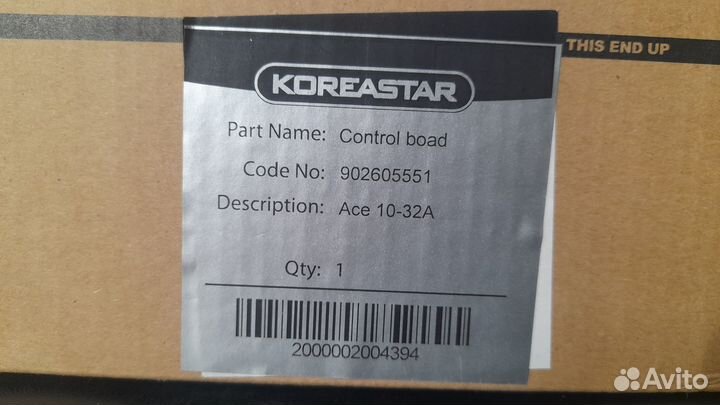 THIS END UP
KOREASTAR
Part Name: Control boad
Code No: 902605551
Description: Ace 10-32A
Qty: 1
2000002004394
Avito